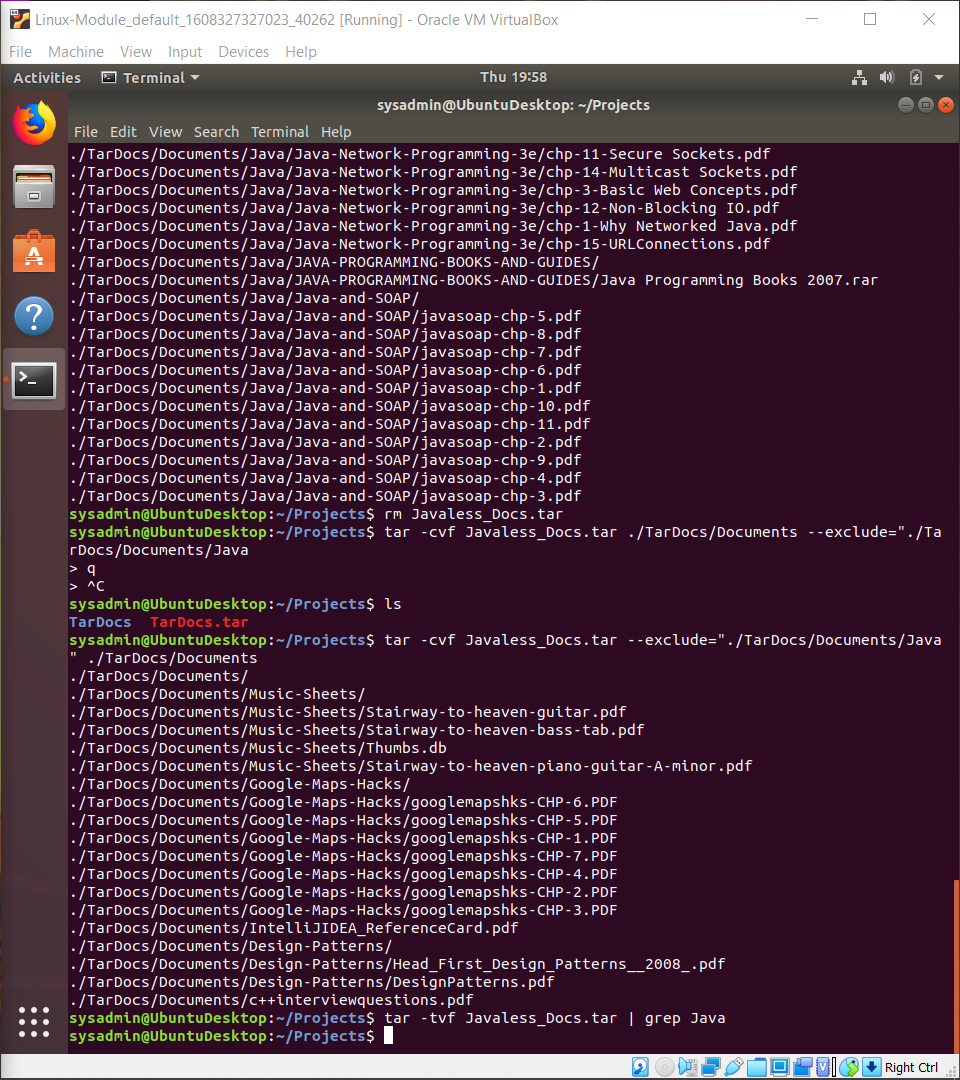 Linux-Module_default_1608327327023_40262 [Running] - Oracle VM VirtualBox
File Machine View Input Devices Help
Activities Terminal Thu 19:58
sysadmin@UbuntuDesktop: ~/Projects
File Edit View Search Terminal Help
./TarDocs/Documents/Java/Java-Network-Programming-3e/chp-11-Secure Sockets.pdf
./TarDocs/Documents/Java/Java-Network-Programming-3e/chp-14-Multicast Sockets.pdf
./TarDocs/Documents/Java/Java-Network-Programming-3e/chp-3-Basic Web Concepts.pdf
./TarDocs/Documents/Java/Java-Network-Programming-3e/chp-12-Non-Blocking IO.pdf
./TarDocs/Documents/Java/Java-Network-Programming-3e/chp-1-Why Networked Java.pdf
./TarDocs/Documents/Java/Java-Network-Programming-3e/chp-15-URLConnections.pdf
./TarDocs/Documents/Java/JAVA-PROGRAMMING-BOOKS-AND-GUIDES/
./TarDocs/Documents/Java/JAVA-PROGRAMMING-BOOKS-AND-GUIDES/Java Programming Books 2007.rar
./TarDocs/Documents/Java/Java-and-SOAP/
./TarDocs/Documents/Java/Java-and-SOAP/javasoap-chp-5.pdf
./TarDocs/Documents/Java/Java-and-SOAP/javasoap-chp-8.pdf
./TarDocs/Documents/Java/Java-and-SOAP/javasoap-chp-7.pdf
./TarDocs/Documents/Java/Java-and-SOAP/javasoap-chp-6.pdf
./TarDocs/Documents/Java/Java-and-SOAP/javasoap-chp-1.pdf
./TarDocs/Documents/Java/Java-and-SOAP/javasoap-chp-10.pdf
./TarDocs/Documents/Java/Java-and-SOAP/javasoap-chp-11.pdf
./TarDocs/Documents/Java/Java-and-SOAP/javasoap-chp-2.pdf
./TarDocs/Documents/Java/Java-and-SOAP/javasoap-chp-9.pdf
./TarDocs/Documents/Java/Java-and-SOAP/javasoap-chp-4.pdf
./TarDocs/Documents/Java/Java-and-SOAP/javasoap-chp-3.pdf
sysadmin@UbuntuDesktop:~/Projects$ rm Javaless_Docs.tar
sysadmin@UbuntuDesktop:~/Projects$ tar -cvf Javaless_Docs.tar ./TarDocs/Documents --exclude="./Ta
rDocs/Documents/Java
> q
> ^C
sysadmin@UbuntuDesktop:~/Projects$ ls
TarDocs TarDocs.tar
sysadmin@UbuntuDesktop:~/Projects$ tar -cvf Javaless_Docs.tar --exclude="./TarDocs/Documents/Java
" ./TarDocs/Documents
./TarDocs/Documents/
./TarDocs/Documents/Music-Sheets/
./TarDocs/Documents/Music-Sheets/Stairway-to-heaven-guitar.pdf
./TarDocs/Documents/Music-Sheets/Stairway-to-heaven-bass-tab.pdf
./TarDocs/Documents/Music-Sheets/Thumbs.db
./TarDocs/Documents/Music-Sheets/Stairway-to-heaven-piano-guitar-A-minor.pdf
./TarDocs/Documents/Google-Maps-Hacks/
./TarDocs/Documents/Google-Maps-Hacks/googlemapshks-CHP-6.PDF
./TarDocs/Documents/Google-Maps-Hacks/googlemapshks-CHP-5.PDF
./TarDocs/Documents/Google-Maps-Hacks/googlemapshks-CHP-1.PDF
./TarDocs/Documents/Google-Maps-Hacks/googlemapshks-CHP-7.PDF
./TarDocs/Documents/Google-Maps-Hacks/googlemapshks-CHP-4.PDF
./TarDocs/Documents/Google-Maps-Hacks/googlemapshks-CHP-2.PDF
./TarDocs/Documents/Google-Maps-Hacks/googlemapshks-CHP-3.PDF
./TarDocs/Documents/IntelliJIDEA_ReferenceCard.pdf
./TarDocs/Documents/Design-Patterns/
./TarDocs/Documents/Design-Patterns/Head_First_Design_Patterns__2008_.pdf
./TarDocs/Documents/Design-Patterns/DesignPatterns.pdf
./TarDocs/Documents/c++interviewquestions.pdf
sysadmin@UbuntuDesktop:~/Projects$ tar -tvf Javaless_Docs.tar | grep Java
sysadmin@UbuntuDesktop:~/Projects$
Right Ctrl